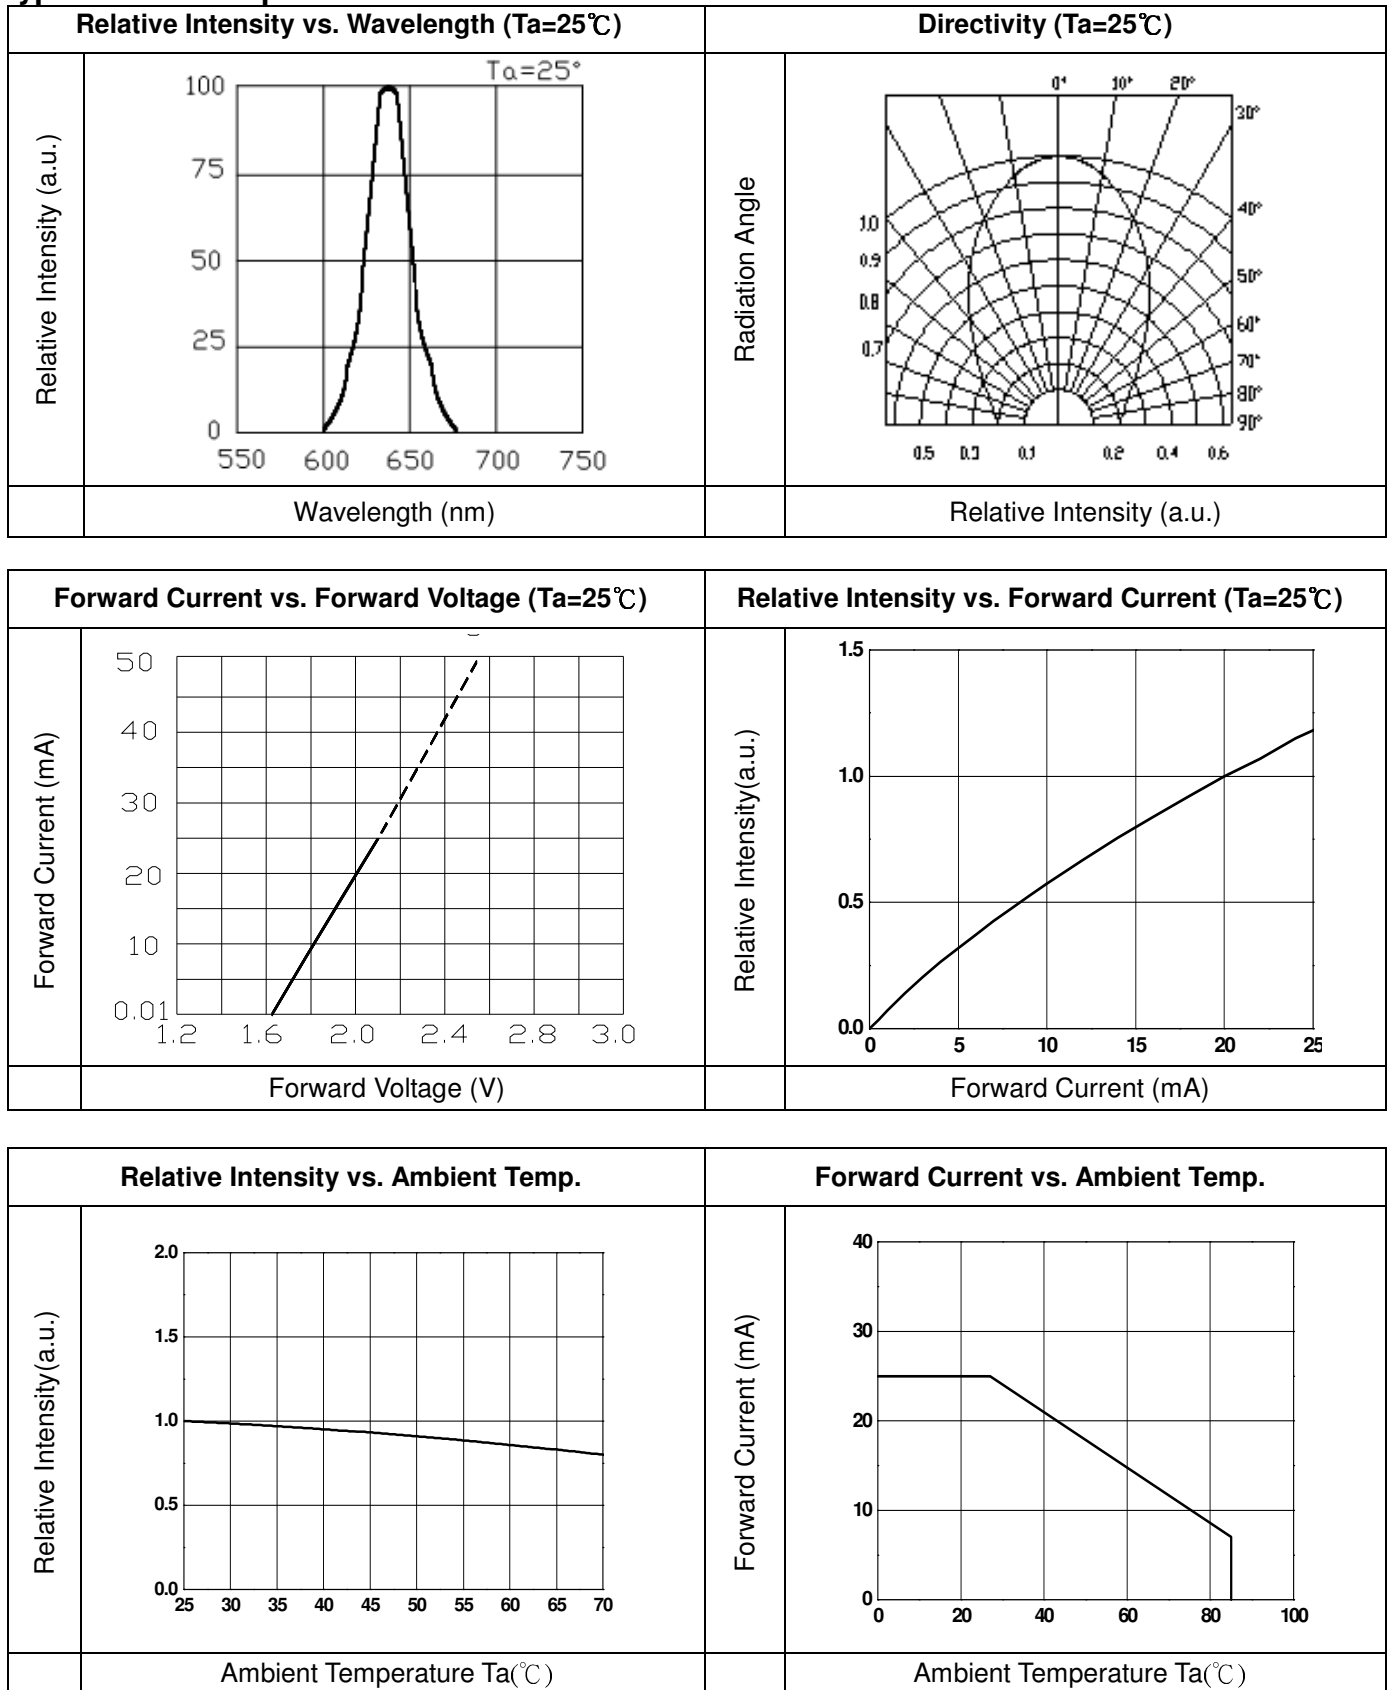 Relative Intensity vs. Wavelength (Ta=25℃)
Directivity (Ta=25℃)
Relative Intensity (a.u.)
Ta=25°
100
75
50
25
0
550 600 650 700 750
Wavelength (nm)
Radiation Angle
0° 10° 20°
30°
40°
50°
60°
70°
80°
90°
1.0
0.9
0.8
0.7
0.5 0.3 0.1 0.2 0.4 0.6
Relative Intensity (a.u.)
Forward Current vs. Forward Voltage (Ta=25℃)
Relative Intensity vs. Forward Current (Ta=25℃)
Forward Current (mA)
50
40
30
20
10
0.01
1.2 1.6 2.0 2.4 2.8 3.0
Forward Voltage (V)
Relative Intensity(a.u.)
1.5
1.0
0.5
0.0
0 5 10 15 20 25
Forward Current (mA)
Relative Intensity vs. Ambient Temp.
Forward Current vs. Ambient Temp.
Relative Intensity(a.u.)
2.0
1.5
1.0
0.5
0.0
25 30 35 40 45 50 55 60 65 70
Ambient Temperature Ta(℃)
Forward Current (mA)
40
30
20
10
0
0 20 40 60 80 100
Ambient Temperature Ta(℃)